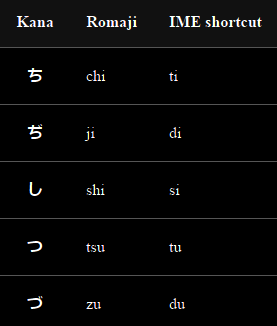 Kana Romaji IME shortcut
ち chi ti
ぢ ji di
し shi si
つ tsu tu
づ zu du